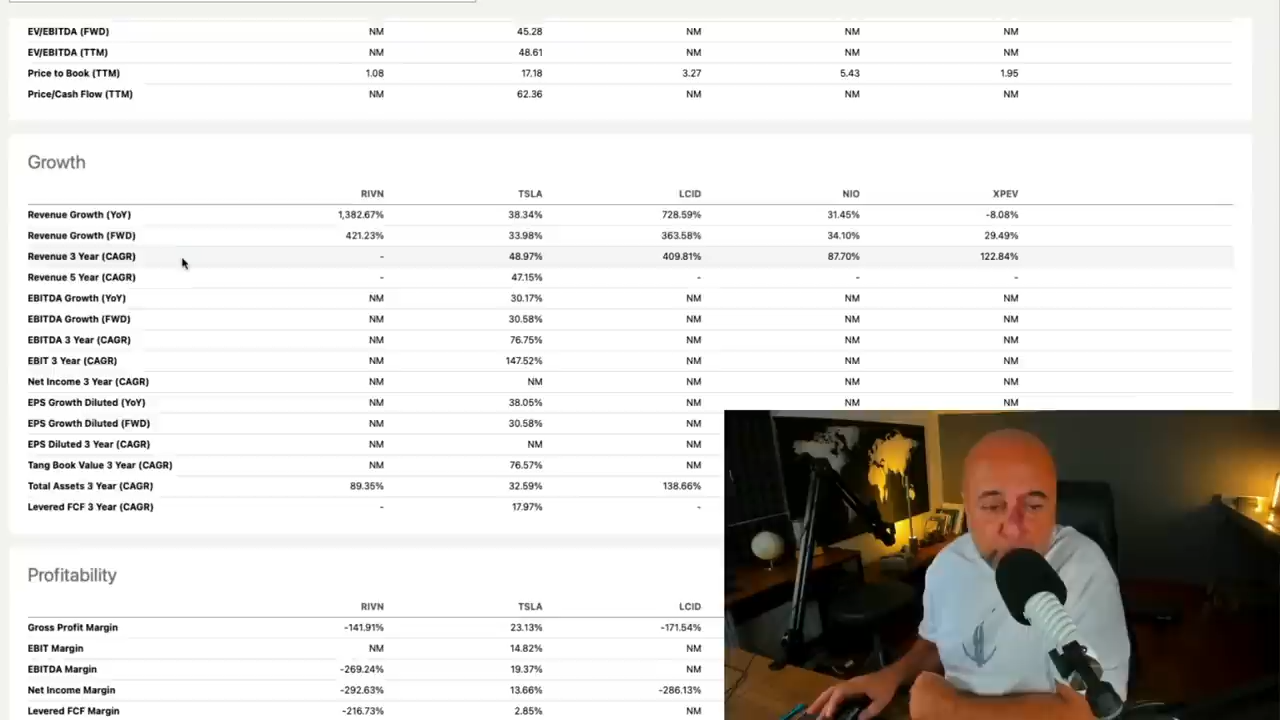 EV/EBITDA (FWD) NM 45.28 NM NM NM
EV/EBITDA (TTM) NM 48.61 NM NM NM
Price to Book (TTM) 1.08 17.18 3.27 5.43 1.95
Price/Cash Flow (TTM) NM 62.36 NM NM NM
Growth
RIVN TSLA LCID NIO XPEV
Revenue Growth (YoY) 1,382.67% 38.34% 728.59% 31.45% -8.08%
Revenue Growth (FWD) 421.23% 33.98% 363.58% 34.10% 29.49%
Revenue 3 Year (CAGR) - 48.97% 409.81% 87.70% 122.84%
Revenue 5 Year (CAGR) - 47.15% - - -
EBITDA Growth (YoY) NM 30.17% NM NM NM
EBITDA Growth (FWD) NM 30.58% NM NM NM
EBITDA 3 Year (CAGR) NM 76.75% NM NM NM
EBIT 3 Year (CAGR) NM 147.52% NM NM NM
Net Income 3 Year (CAGR) NM NM NM NM NM
EPS Growth Diluted (YoY) NM 38.05% NM NM NM
EPS Growth Diluted (FWD) NM 30.58% NM
EPS Diluted 3 Year (CAGR) NM NM NM
Tang Book Value 3 Year (CAGR) NM 76.57% NM
Total Assets 3 Year (CAGR) 89.35% 32.59% 138.66%
Levered FCF 3 Year (CAGR) - 17.97% -
Profitability
RIVN TSLA LCID
Gross Profit Margin -141.91% 23.13% -171.54%
EBIT Margin NM 14.82% NM
EBITDA Margin -269.24% 19.37% NM
Net Income Margin -292.63% 13.66% -286.13%
Levered FCF Margin -216.73% 2.85% NM